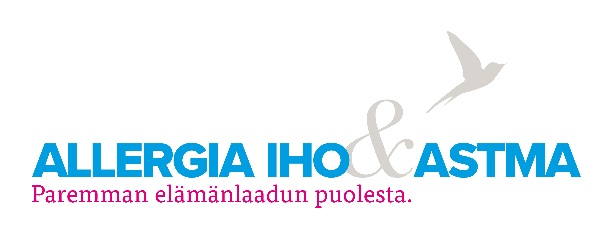 ALLERGIA IHO & ASTMA
Paremman elämänlaadun puolesta.